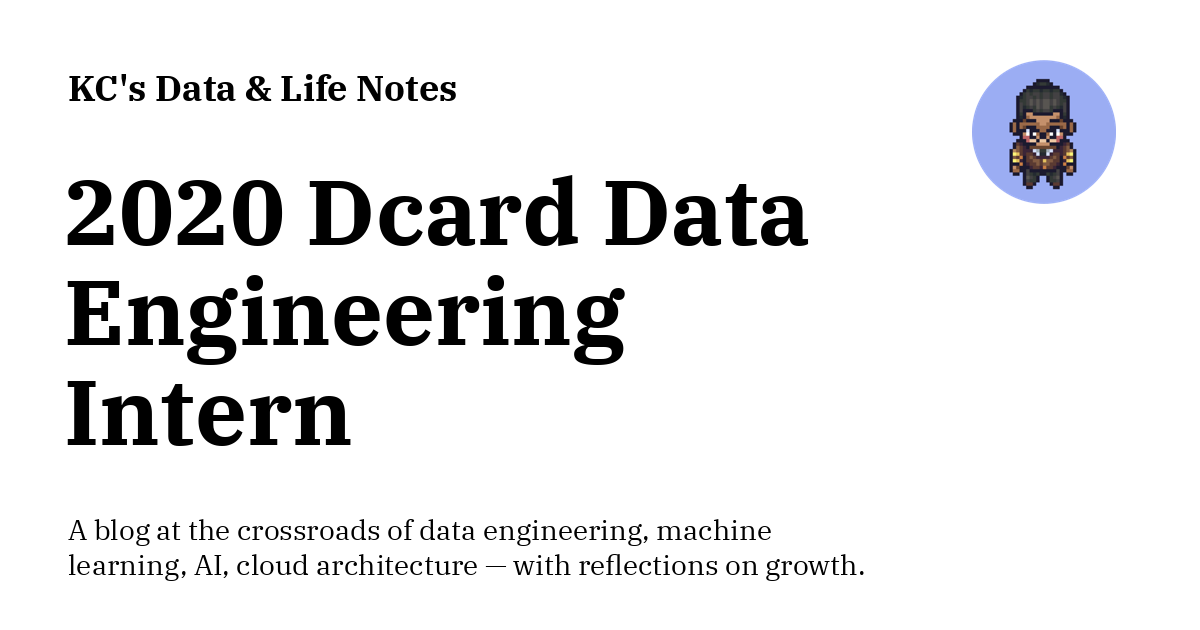 KC's Data & Life Notes
2020 Dcard Data
Engineering
Intern
A blog at the crossroads of data engineering, machine
learning, AI, cloud architecture — with reflections on growth.